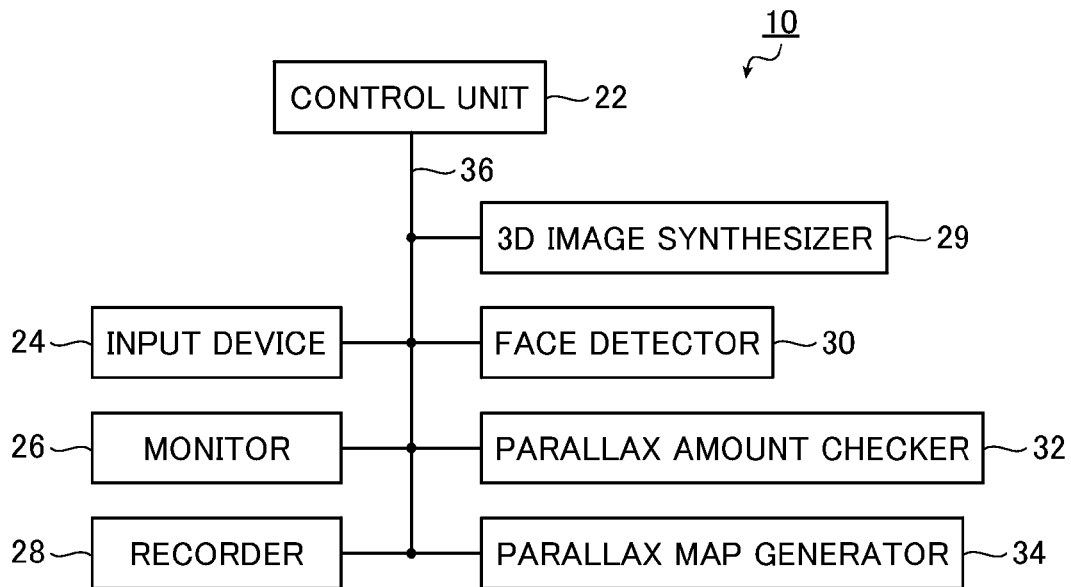 10
CONTROL UNIT 22
36
3D IMAGE SYNTHESIZER 29
24 INPUT DEVICE FACE DETECTOR 30
26 MONITOR PARALLAX AMOUNT CHECKER 32
28 RECORDER PARALLAX MAP GENERATOR 34